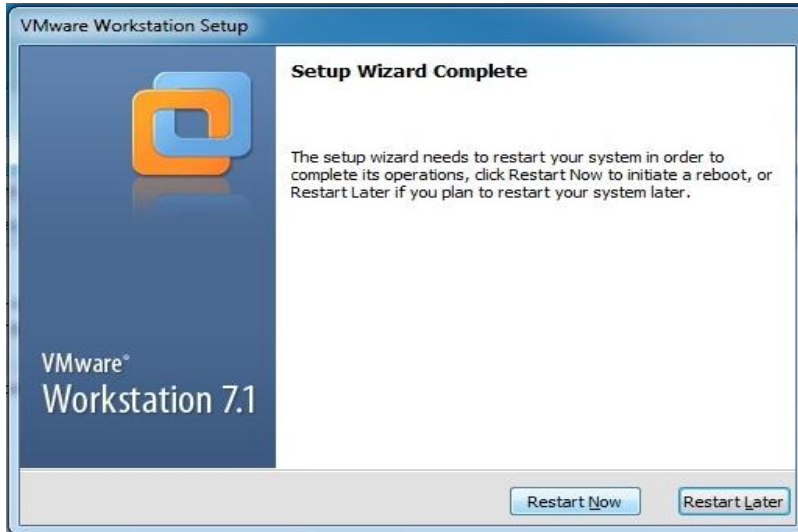 VMware Workstation Setup
Setup Wizard Complete
The setup wizard needs to restart your system in order to
complete its operations, click Restart Now to initiate a reboot, or
Restart Later if you plan to restart your system later.
VMware®
Workstation 7.1
Restart Now
Restart Later